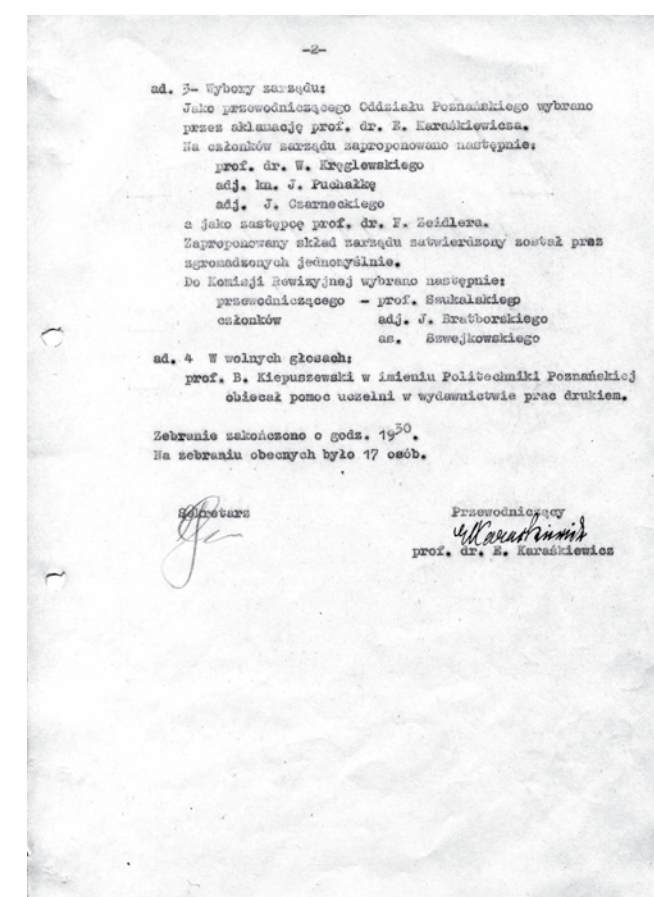 -2-
ad. 3- Wybory zarządu:
Jako przewodniczącego Oddziału Poznańskiego wybrano
przez aklamację prof. dr. E. Karaśkiewicza.
Na członków zarządu zaproponowano następnie:
prof. dr. W. Kręglewskiego
adj. kn. J. Puchałkę
adj. J. Czarneckiego
a jako zastępcę prof. dr. F. Zeidlera.
Zaproponowany skład zarządu zatwierdzony został przez
zgromadzonych jednomyślnie.
Do Komisji Rewizyjnej wybrano następnie:
przewodniczącego - prof. Szukalskiego
członków adj. J. Bratborskiego
as. Szwejkowskiego
ad. 4 W wolnych głosach:
prof. B. Kiepuszewski w imieniu Politechniki Poznańskiej
obiecał pomoc uczelni w wydawnictwie prac drukiem.
Zebranie zakończono o godz. 19³⁰.
Na zebraniu obecnych było 17 osób.
Sekretarz Przewodniczący
EKaraśkiewicz
prof. dr. E. Karaśkiewicz